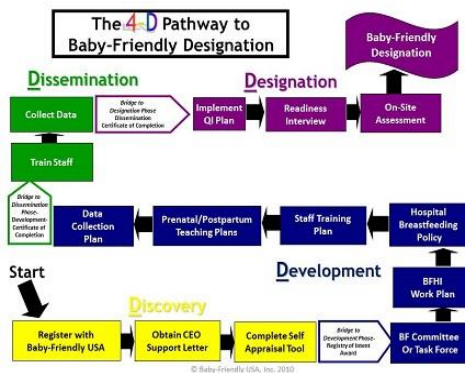 The 4-D Pathway to
Baby-Friendly Designation
Baby-Friendly
Designation
Dissemination
Designation
Collect Data
Bridge to
Designation Phase
Dissemination
Certificate of Completion
Implement
QI Plan
Readiness
Interview
On-Site
Assessment
Train Staff
Bridge to
Dissemination
Phase-
Development-
Certificate of
Completion
Data
Collection
Plan
Prenatal/Postpartum
Teaching Plans
Staff Training
Plan
Hospital
Breastfeeding
Policy
Start
Development
BFHI
Work Plan
Discovery
Register with
Baby-Friendly USA
Obtain CEO
Support Letter
Complete Self
Appraisal Tool
Bridge to
Development Phase-
Registry of Intent
Award
BF Committee
Or Task Force
© Baby-Friendly USA, Inc. 2010